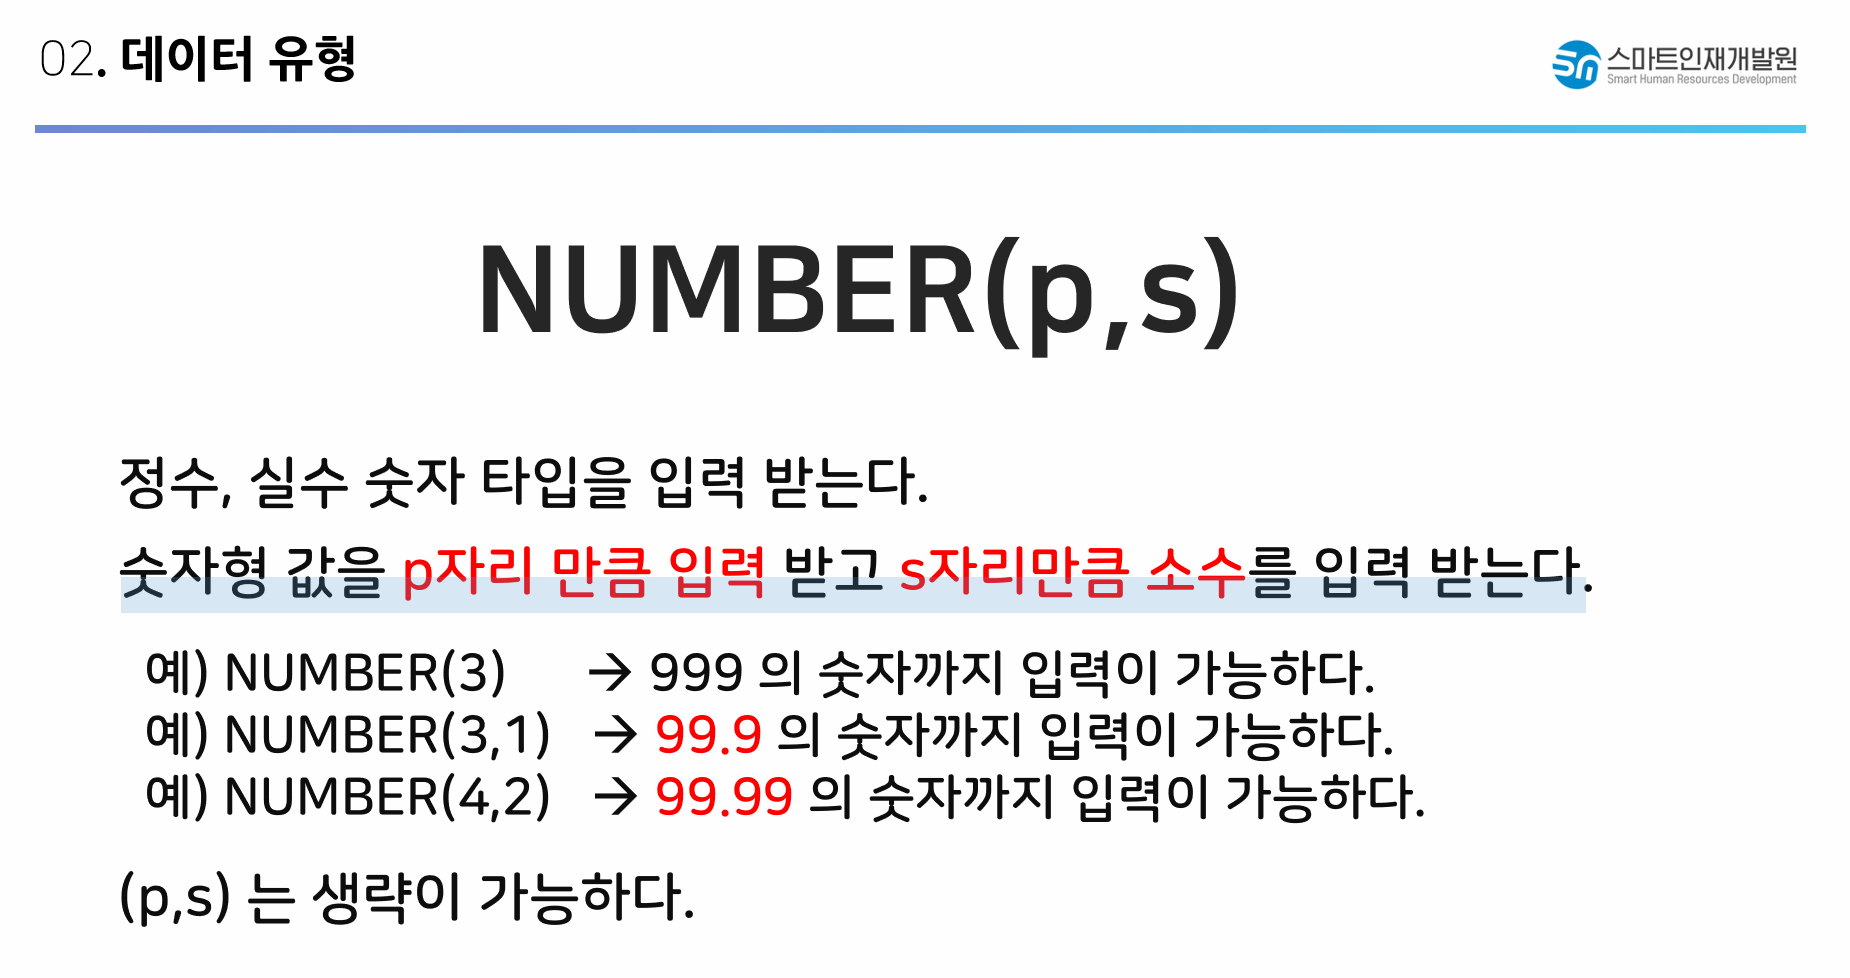 02. 데이터 유형
스마트인재개발원
Smart Human Resources Development
NUMBER(p,s)
정수, 실수 숫자 타입을 입력 받는다.
숫자형 값을 p자리 만큼 입력 받고 s자리만큼 소수를 입력 받는다.
예) NUMBER(3) → 999 의 숫자까지 입력이 가능하다.
예) NUMBER(3,1) → 99.9 의 숫자까지 입력이 가능하다.
예) NUMBER(4,2) → 99.99 의 숫자까지 입력이 가능하다.
(p,s) 는 생략이 가능하다.